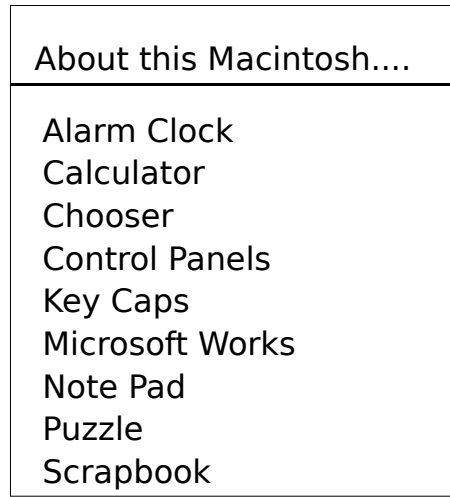 About this Macintosh....
Alarm Clock
Calculator
Chooser
Control Panels
Key Caps
Microsoft Works
Note Pad
Puzzle
Scrapbook